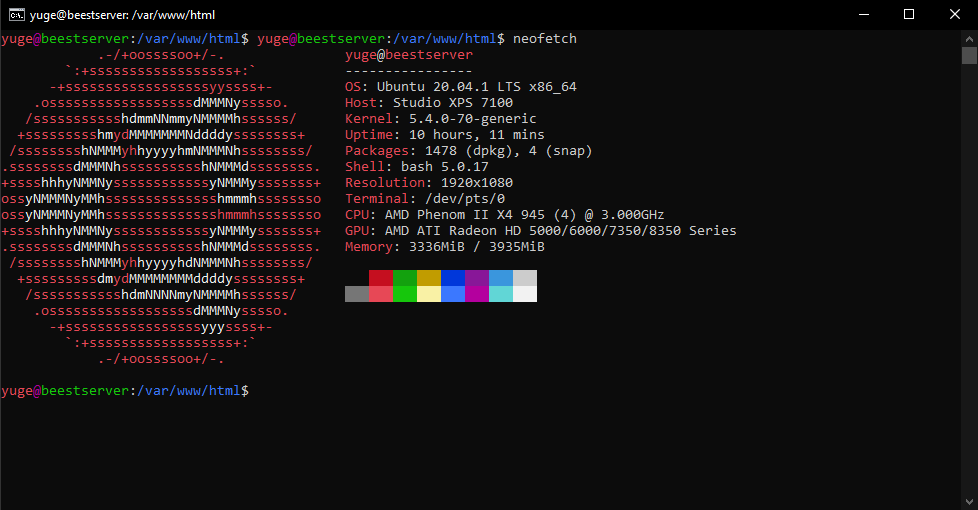 yuge@beestserver: /var/www/html
yuge@beestserver:/var/www/html$ yuge@beestserver:/var/www/html$ neofetch
            .-/+oossssoo+/-.               yuge@beestserver
        `:+ssssssssssssssssss+:`           ----------------
      -+ssssssssssssssssssyyssss+-         OS: Ubuntu 20.04.1 LTS x86_64
    .ossssssssssssssssssdMMMNysssso.       Host: Studio XPS 7100
   /ssssssssssshdmmNNmmyNMMMMhssssss/      Kernel: 5.4.0-70-generic
  +ssssssssshmydMMMMMMMNddddyssssssss+     Uptime: 10 hours, 11 mins
 /sssssssshNMMMyhhyyyyhmNMMMNhssssssss/    Packages: 1478 (dpkg), 4 (snap)
.ssssssssdMMMNhsssssssssshNMMMdssssssss.   Shell: bash 5.0.17
+sssshhhyNMMNyssssssssssssyNMMMysssssss+   Resolution: 1920x1080
ossyNMMMNyMMhsssssssssssssshmmmhssssssso   Terminal: /dev/pts/0
ossyNMMMNyMMhsssssssssssssshmmmhssssssso   CPU: AMD Phenom II X4 945 (4) @ 3.000GHz
+sssshhhyNMMNyssssssssssssyNMMMysssssss+   GPU: AMD ATI Radeon HD 5000/6000/7350/8350 Series
.ssssssssdMMMNhsssssssssshNMMMdssssssss.   Memory: 3336MiB / 3935MiB
 /sssssssshNMMMyhhyyyyhdNMMMNhssssssss/
  +sssssssssdmydMMMMMMMMddddyssssssss+
   /ssssssssssshdmNNNNmyNMMMMhssssss/
    .ossssssssssssssssssdMMMNysssso.
      -+sssssssssssssssssyyyssss+-
        `:+ssssssssssssssssss+:`
            .-/+oossssoo+/-.
yuge@beestserver:/var/www/html$